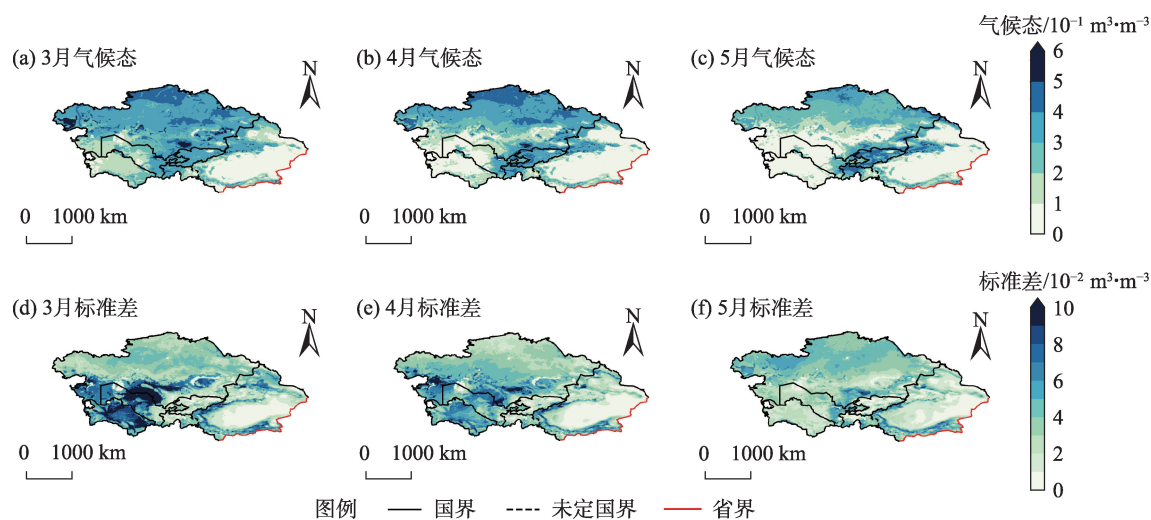 气候态/10⁻¹ m³·m⁻³
(a) 3月气候态
(b) 4月气候态
(c) 5月气候态
N
N
N
6
5
4
3
2
1
0
0 1000 km
0 1000 km
0 1000 km
标准差/10⁻² m³·m⁻³
(d) 3月标准差
(e) 4月标准差
(f) 5月标准差
N
N
N
10
8
6
4
2
0
0 1000 km
0 1000 km
0 1000 km
图例 国界 未定国界 省界